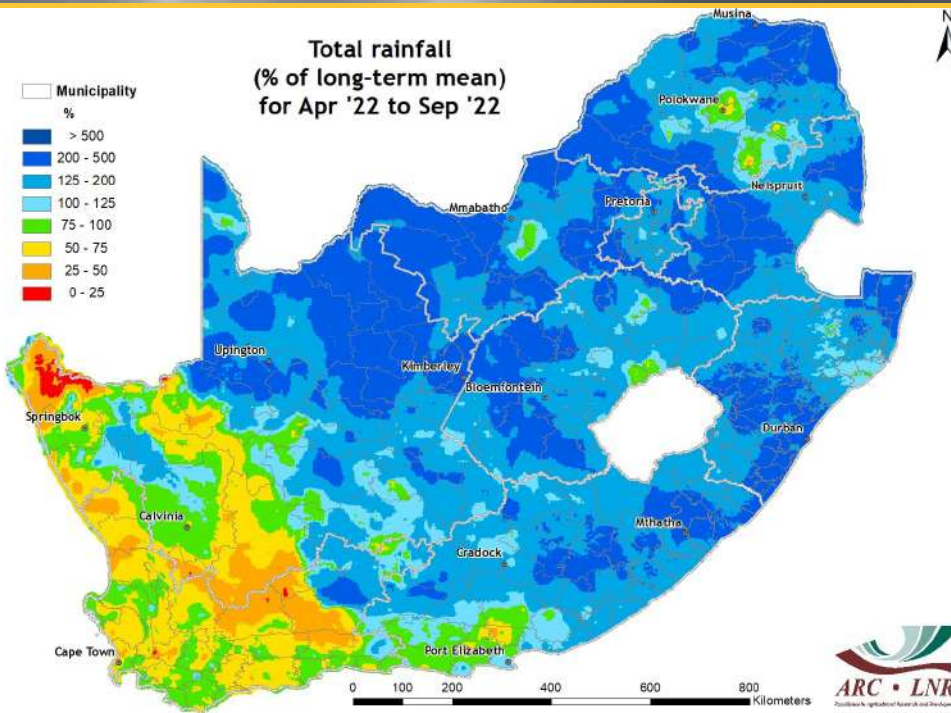 Total rainfall
(% of long-term mean)
for Apr '22 to Sep '22
N
Municipality
%
> 500
200 - 500
125 - 200
100 - 125
75 - 100
50 - 75
25 - 50
0 - 25
Musina
Polokwane
Nelspruit
Pretoria
Mmabatho
Upington
Kimberley
Bloemfontein
Springbok
Durban
Calvinia
Mthatha
Cradock
Cape Town
Port Elizabeth
0 100 200 400 600 800
Kilometers
ARC • LNR